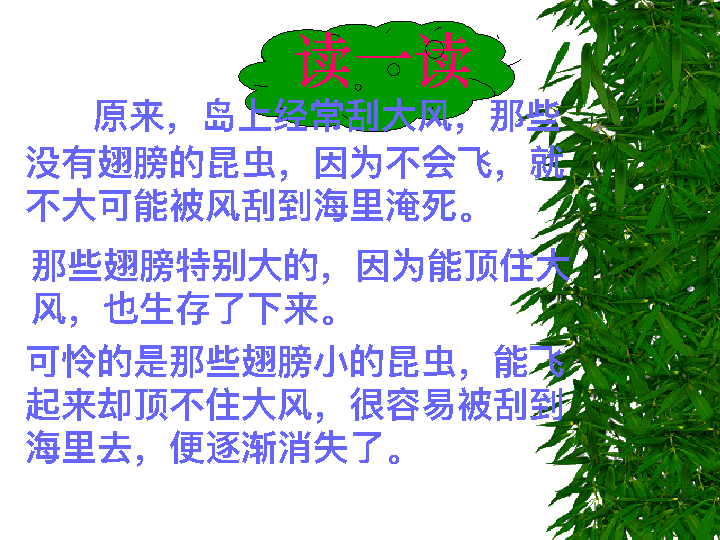 读一读
原来，岛上经常刮大风，那些
没有翅膀的昆虫，因为不会飞，就
不大可能被风刮到海里淹死。
那些翅膀特别大的，因为能顶住大
风，也生存了下来。
可怜的是那些翅膀小的昆虫，能飞
起来却顶不住大风，很容易被刮到
海里去，便逐渐消失了。